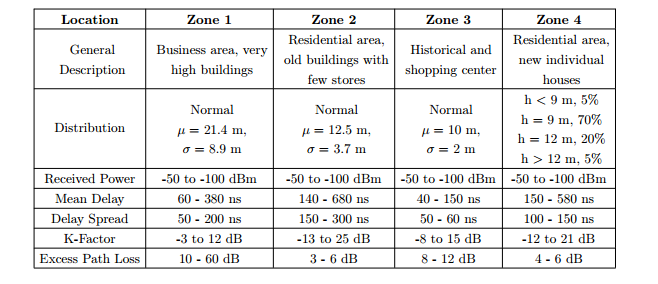 Location Zone 1 Zone 2 Zone 3 Zone 4
General Description Business area, very high buildings Residential area, old buildings with few stores Historical and shopping center Residential area, new individual houses
Distribution Normal μ = 21.4 m, σ = 8.9 m Normal μ = 12.5 m, σ = 3.7 m Normal μ = 10 m, σ = 2 m h < 9 m, 5% h = 9 m, 70% h = 12 m, 20% h > 12 m, 5%
Received Power -50 to -100 dBm -50 to -100 dBm -50 to -100 dBm -50 to -100 dBm
Mean Delay 60 - 380 ns 140 - 680 ns 40 - 150 ns 150 - 580 ns
Delay Spread 50 - 200 ns 150 - 300 ns 50 - 60 ns 100 - 150 ns
K-Factor -3 to 12 dB -13 to 25 dB -8 to 15 dB -12 to 21 dB
Excess Path Loss 10 - 60 dB 3 - 6 dB 8 - 12 dB 4 - 6 dB